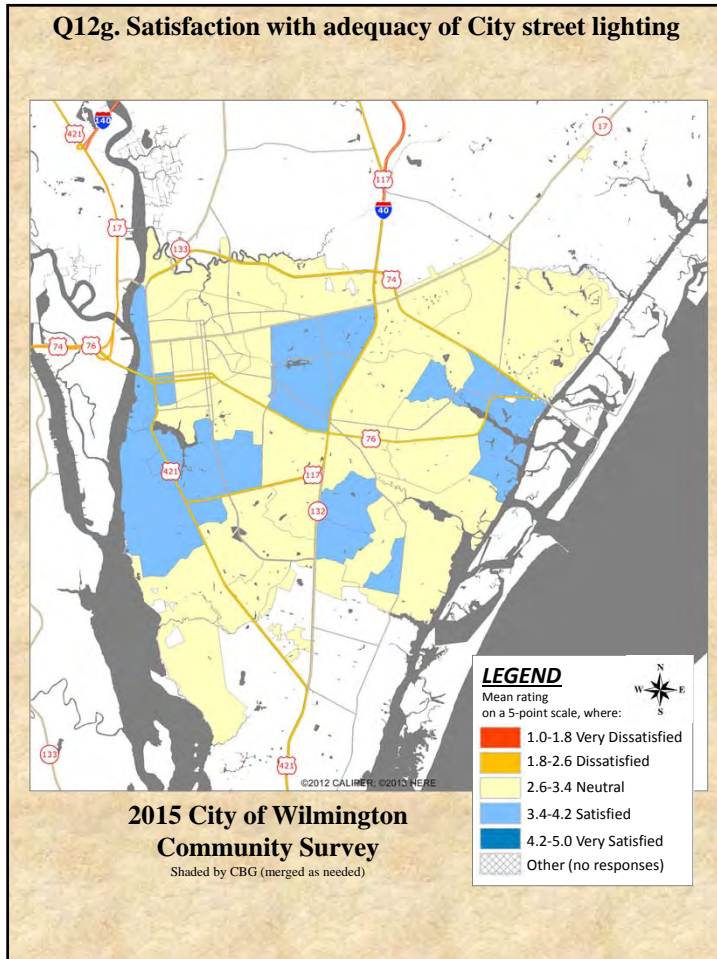 Q12g. Satisfaction with adequacy of City street lighting
140
421
17
117
17
40
133
74
74
76
76
421
117
132
133
421
LEGEND
Mean rating
on a 5-point scale, where:
N
W E
S
1.0-1.8 Very Dissatisfied
1.8-2.6 Dissatisfied
2.6-3.4 Neutral
3.4-4.2 Satisfied
4.2-5.0 Very Satisfied
Other (no responses)
©2012 CALIPER; ©2013 HERE
2015 City of Wilmington
Community Survey
Shaded by CBG (merged as needed)